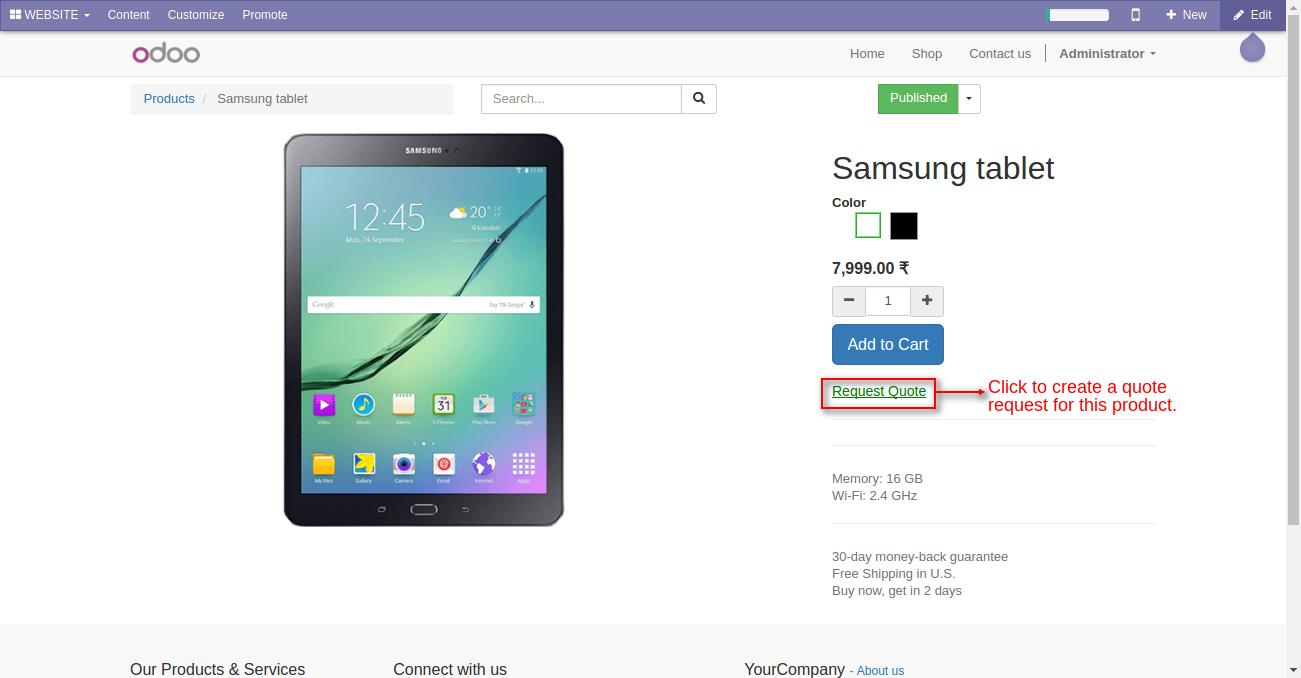 WEBSITE Content Customize Promote New Edit
odoo Home Shop Contact us Administrator
Products / Samsung tablet Search... Published
SAMSUNG
12:45
12:45
20°
Mon, 24 September
London
Google Say "Ok Google"
TUE
31
Video Music Memo S Planner Play Store Google
My files Gallery Camera Email Internet Apps
Samsung tablet
Color
7,999.00 ₹
1
Add to Cart
Request Quote
Click to create a quote
request for this product.
Memory: 16 GB
Wi-Fi: 2.4 GHz
30-day money-back guarantee
Free Shipping in U.S.
Buy now, get in 2 days
Our Products & Services Connect with us YourCompany - About us